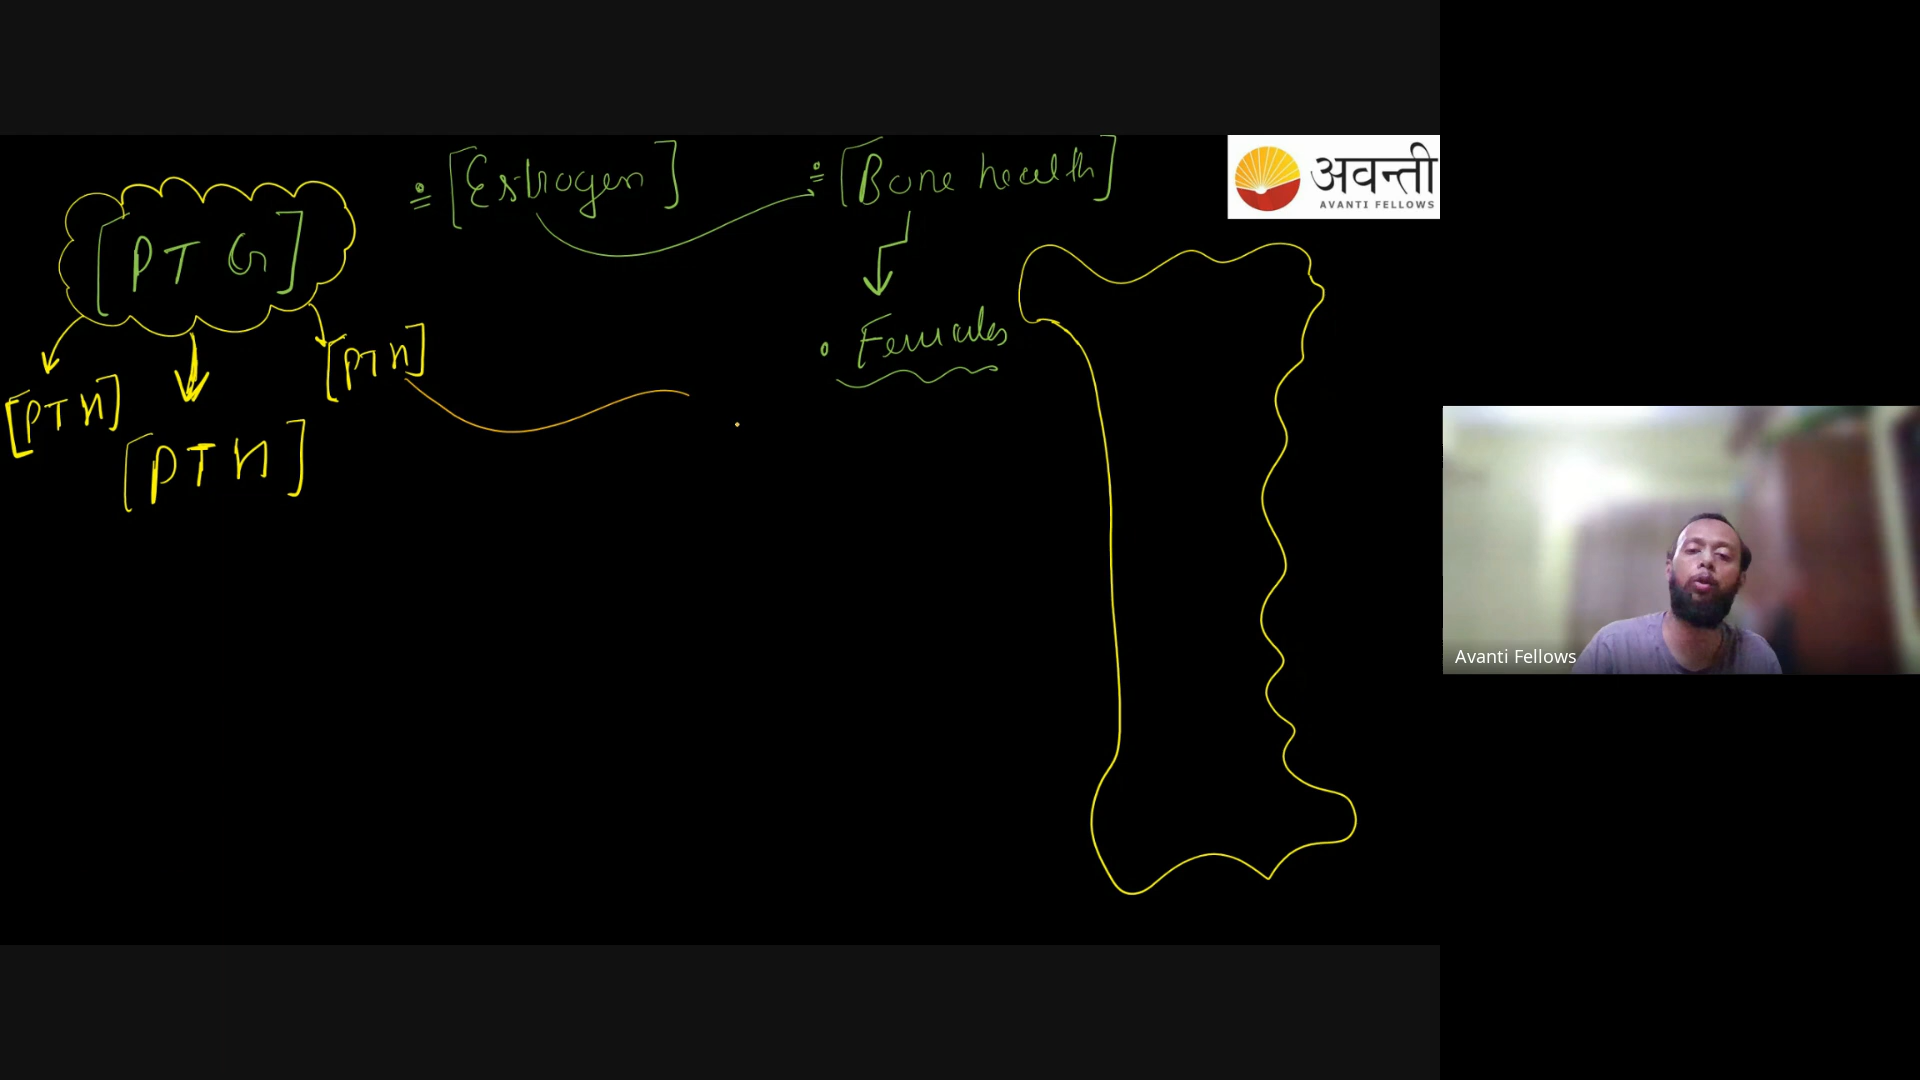 [Estrogen] [Bone health]
अवन्ती
AVANTI FELLOWS
[PTG]
Females
[PTH]
[PTH]
[PTH]
Avanti Fellows